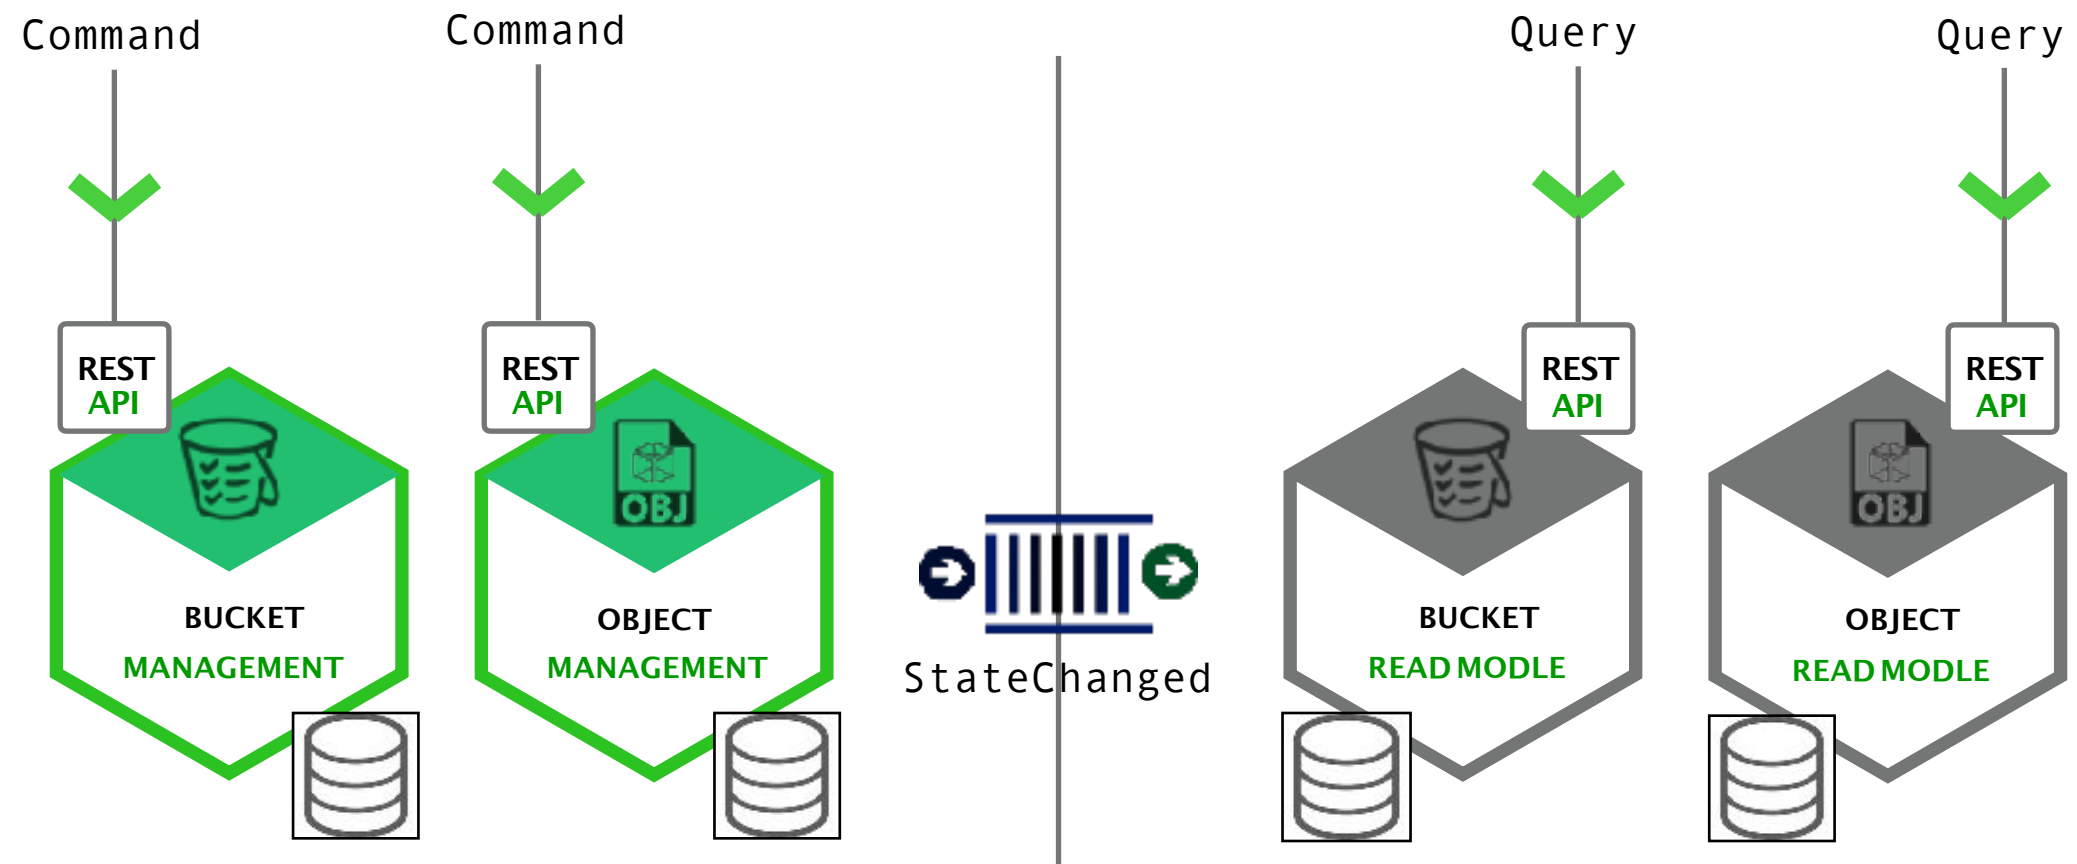 Command
Command
Query
Query
REST
API
REST
API
REST
API
REST
API
OBJ
OBJ
BUCKET
MANAGEMENT
OBJECT
MANAGEMENT
StateChanged
BUCKET
READ MODLE
OBJECT
READ MODLE